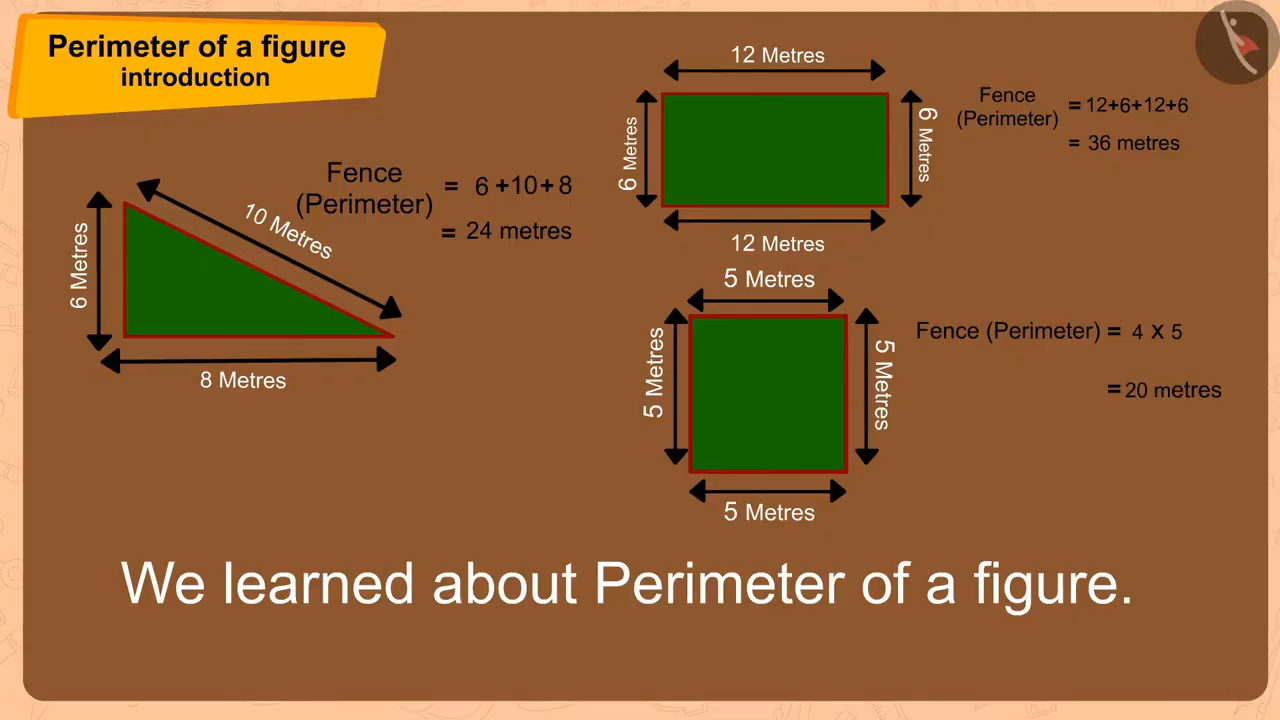 Perimeter of a figure
introduction
6 Metres
10 Metres
8 Metres
Fence
(Perimeter)
= 6 +10+ 8
= 24 metres
12 Metres
6 Metres
6 Metres
12 Metres
Fence
(Perimeter)
= 12+6+12+6
= 36 metres
5 Metres
5 Metres
5 Metres
5 Metres
Fence (Perimeter) = 4 x 5
= 20 metres
We learned about Perimeter of a figure.